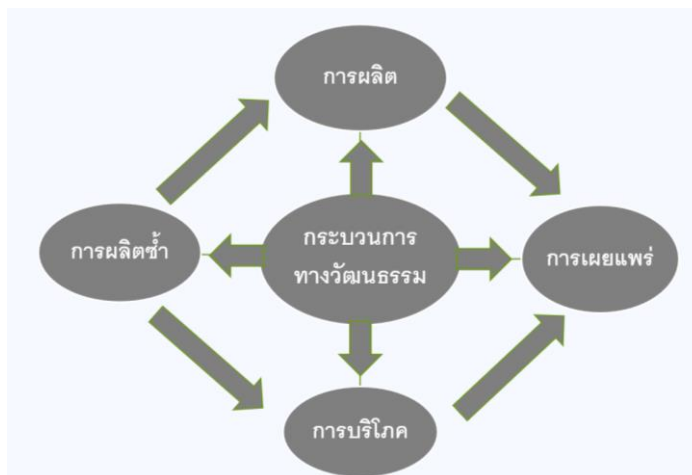 การผลิต
การผลิตซ้ำ
กระบวนการ
ทางวัฒนธรรม
การเผยแพร่
การบริโภค